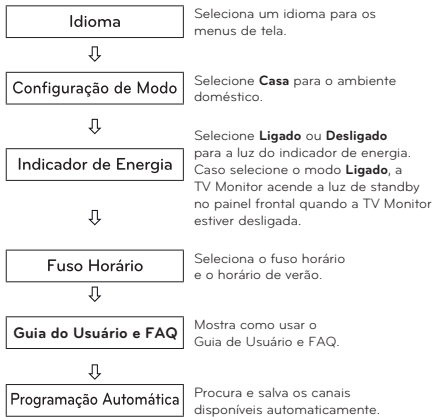 Idioma
Seleciona um idioma para os
menus de tela.
Configuração de Modo
Selecione Casa para o ambiente
doméstico.
Indicador de Energia
Selecione Ligado ou Desligado
para a luz do indicador de energia.
Caso selecione o modo Ligado, a
TV Monitor acende a luz de standby
no painel frontal quando a TV Monitor
estiver desligada.
Fuso Horário
Seleciona o fuso horário
e o horário de verão.
Guia do Usuário e FAQ
Mostra como usar o
Guia de Usuário e FAQ.
Programação Automática
Procura e salva os canais
disponíveis automaticamente.